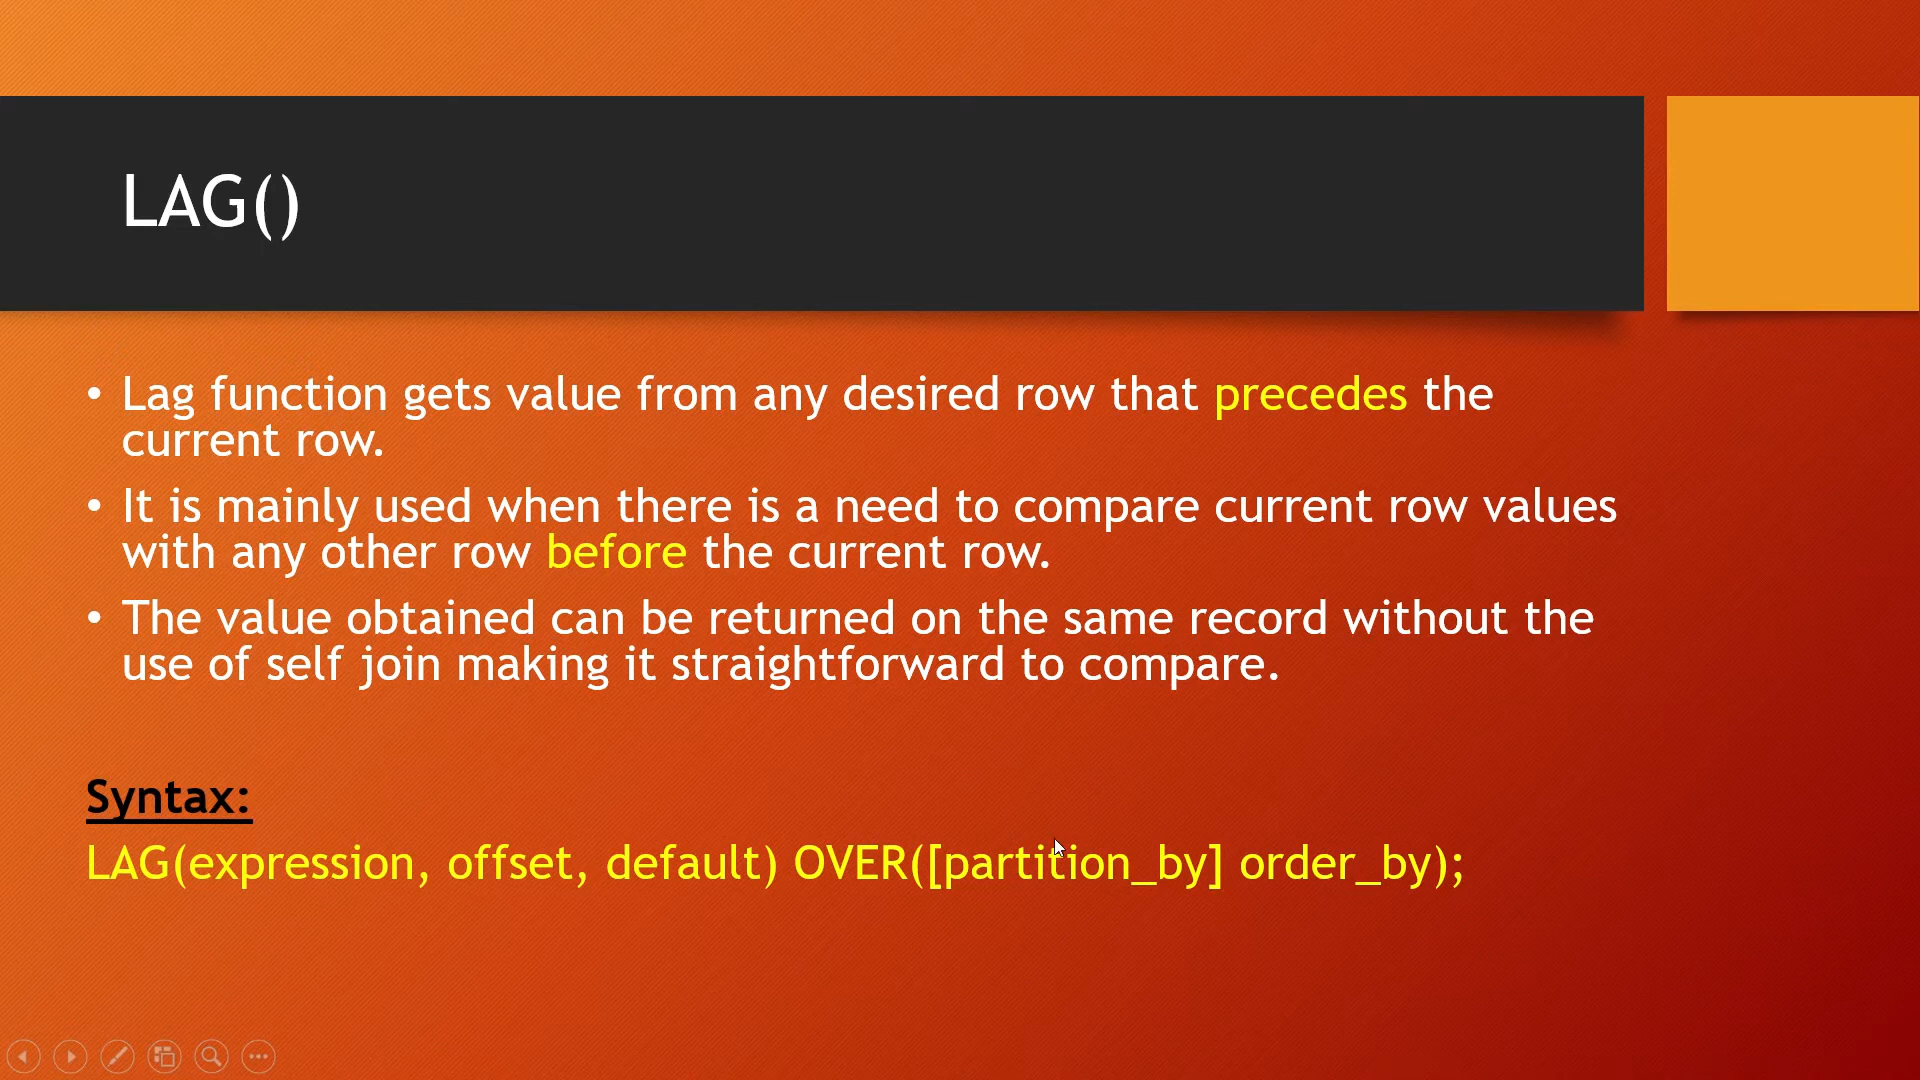 LAG()
• Lag function gets value from any desired row that precedes the
current row.
• It is mainly used when there is a need to compare current row values
with any other row before the current row.
• The value obtained can be returned on the same record without the
use of self join making it straightforward to compare.
Syntax:
LAG(expression, offset, default) OVER([partition_by] order_by);